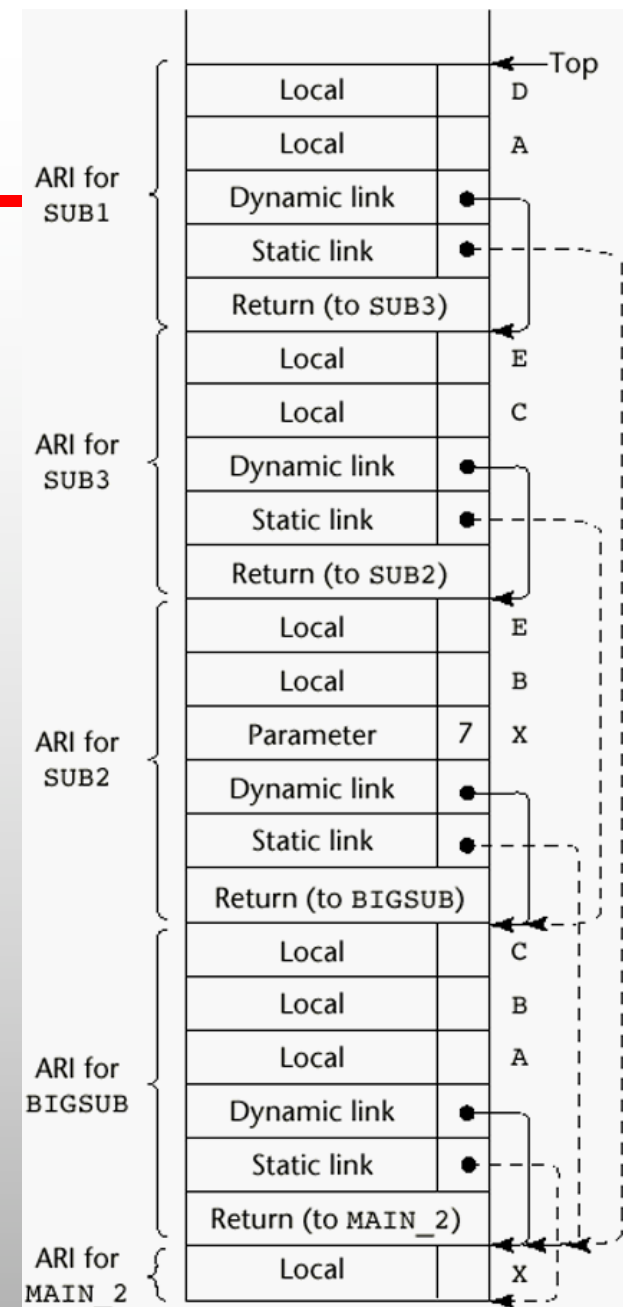 Top
Local D
Local A
ARI for
SUB1
Dynamic link
Static link
Return (to SUB3)
Local E
Local C
ARI for
SUB3
Dynamic link
Static link
Return (to SUB2)
Local E
Local B
ARI for
SUB2
Parameter 7 X
Dynamic link
Static link
Return (to BIGSUB)
Local C
Local B
Local A
ARI for
BIGSUB
Dynamic link
Static link
Return (to MAIN_2)
ARI for
MAIN_2
Local X